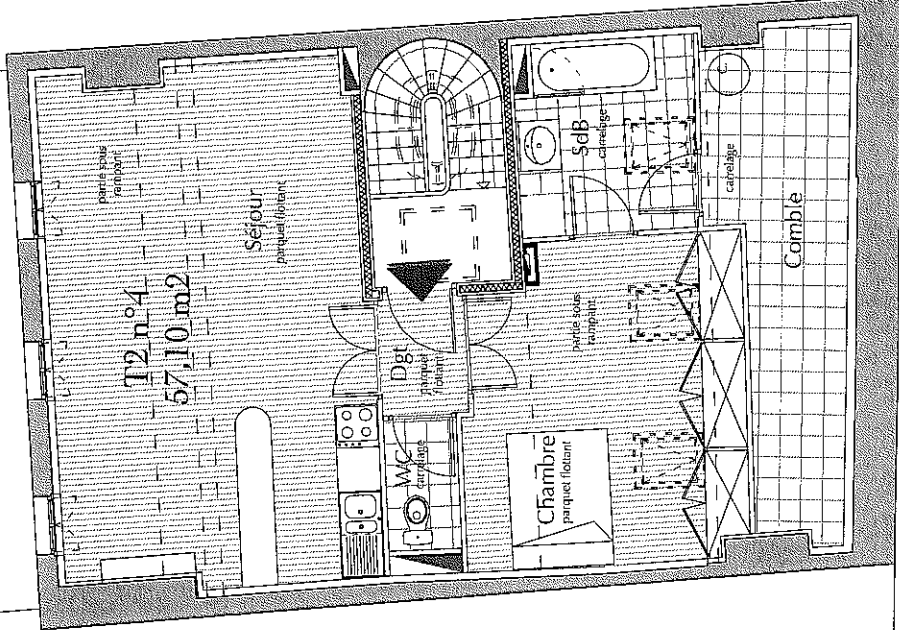 T2 n°4
57,10 m2
partie sous
rampant
Séjour
parquet flottant
SdB
carrelage
C.
carrelage
Comble
Dgt
parquet
flottant
partie sous
rampant
WC
carrelage
Chambre
parquet flottant